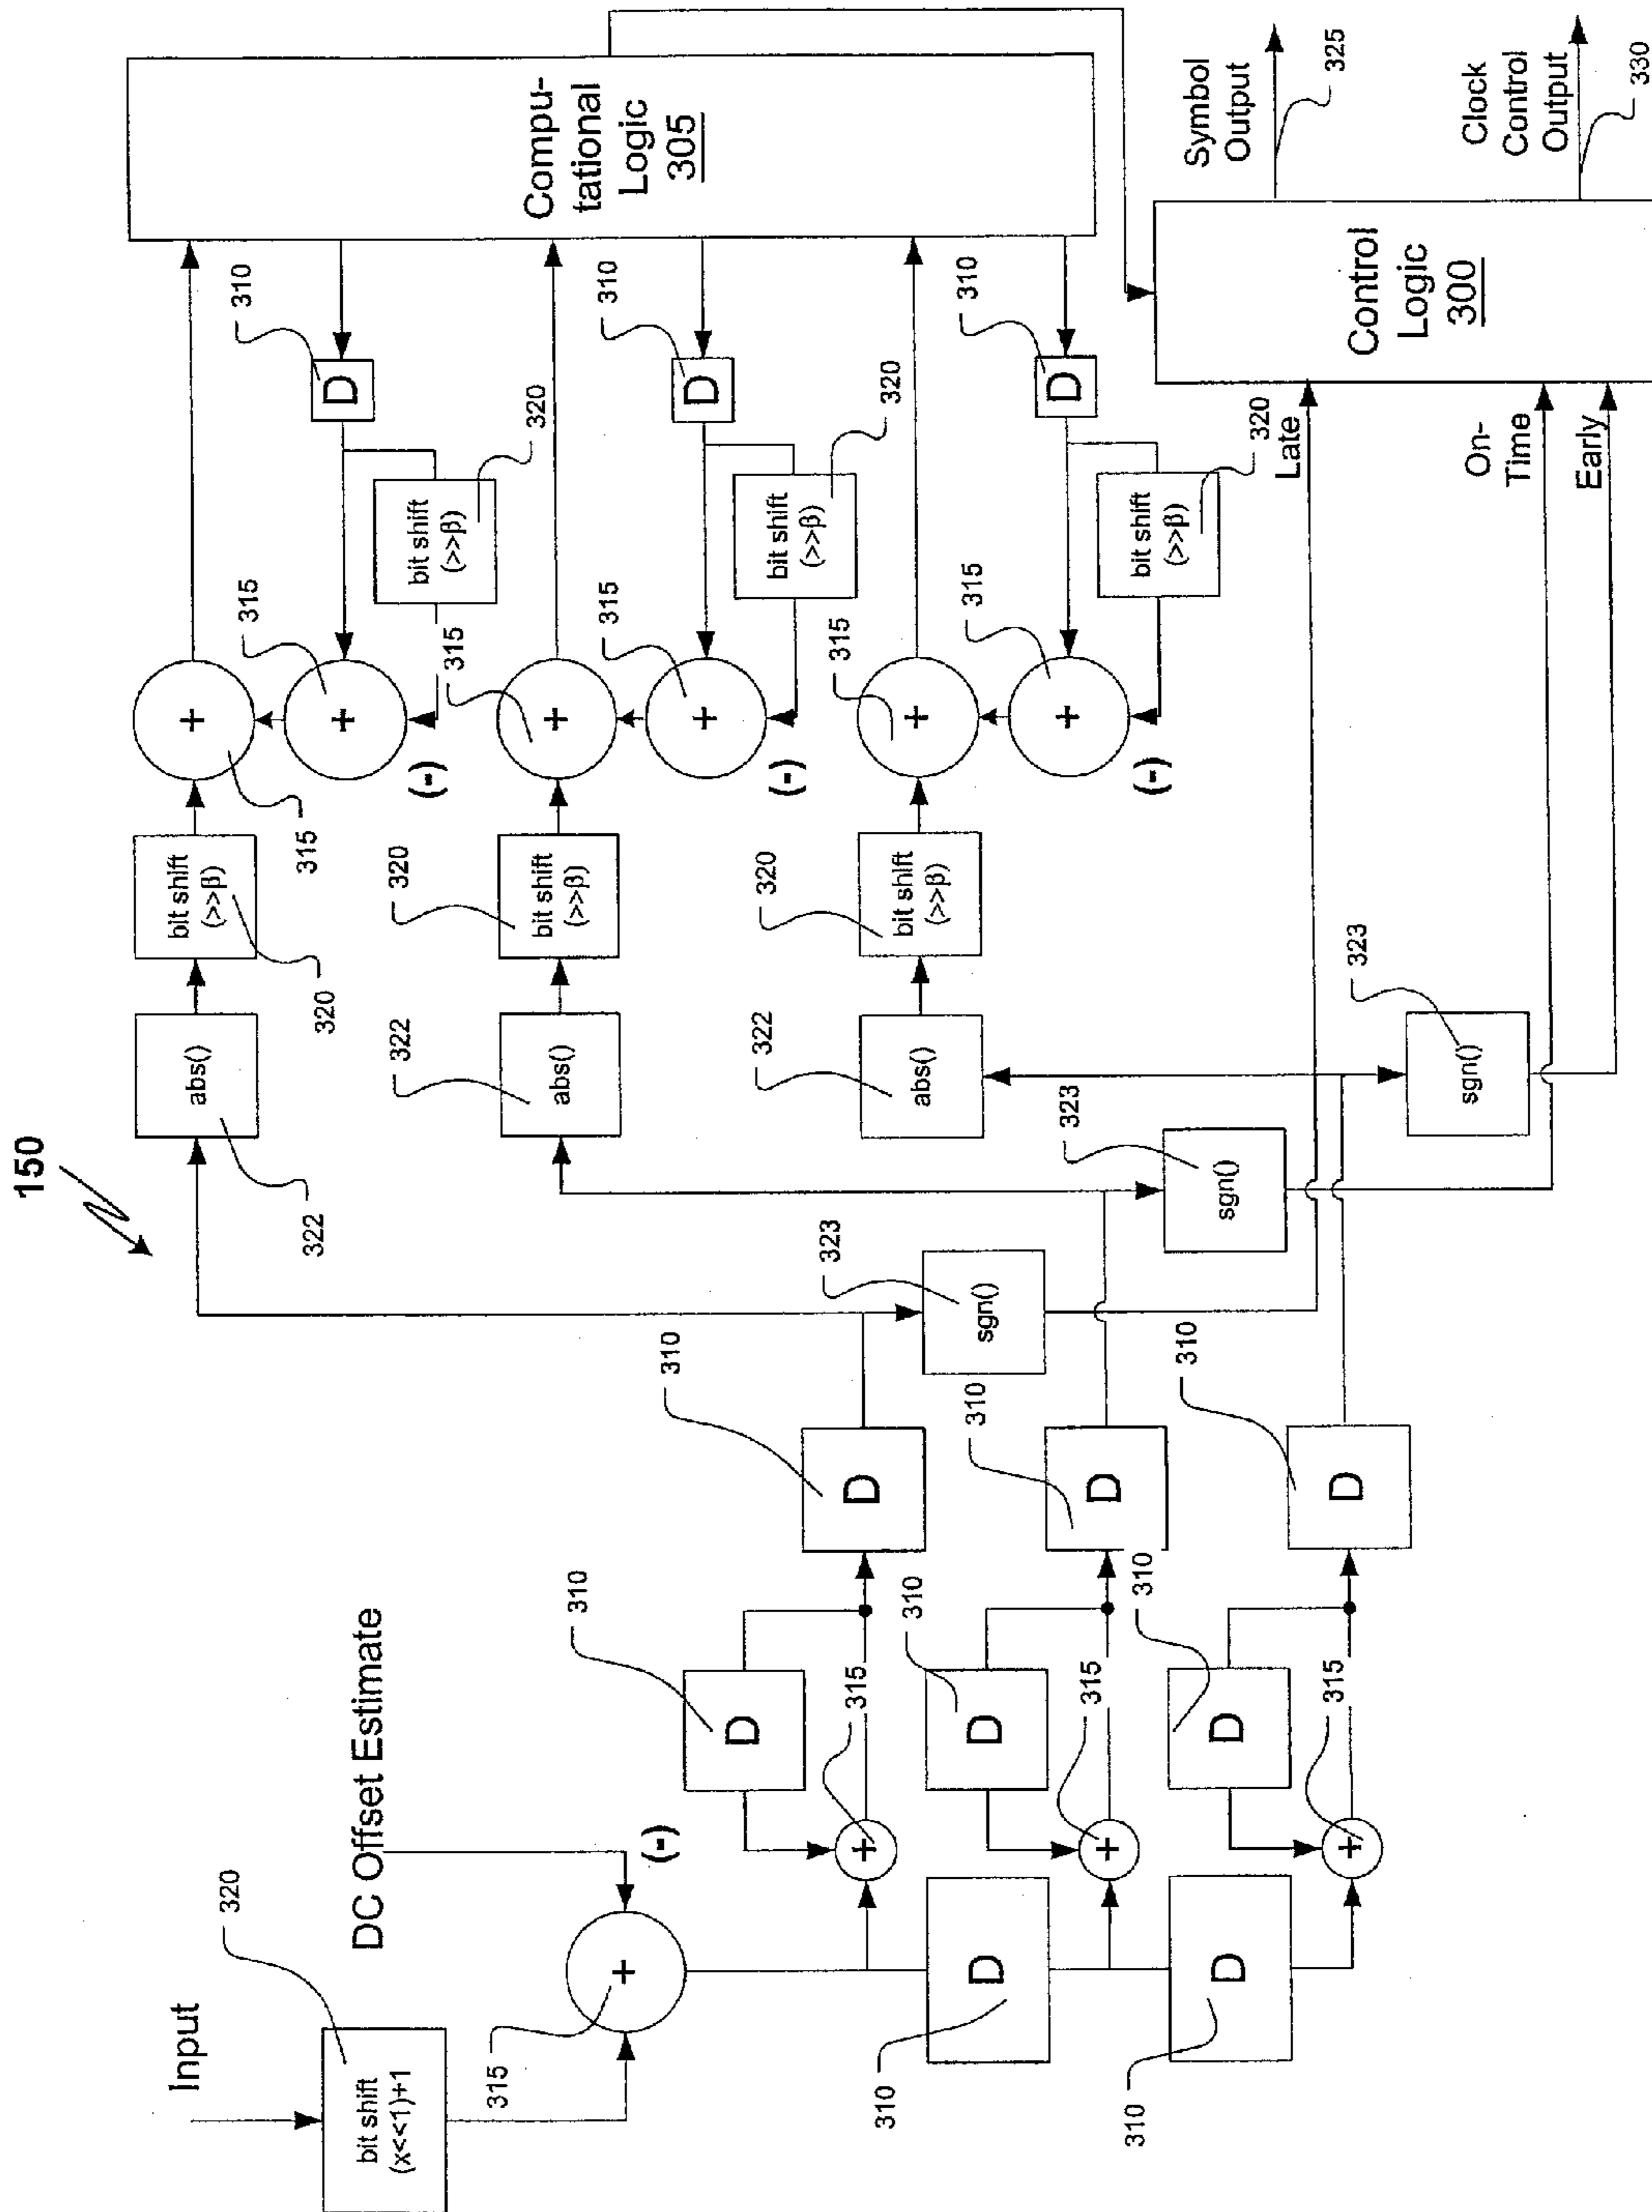 150
Input
320
bit shift
(x<<1)+1
DC Offset Estimate
315
+
(-)
310
D
310
D
310
D
315
+
310
D
310
D
315
+
310
D
310
D
315
+
310
D
323
sgn()
323
sgn()
323
sgn()
322
abs()
320
bit shift
(>>β)
315
+
315
+
(-)
310
D
320
bit shift
(>>β)
322
abs()
320
bit shift
(>>β)
315
+
315
+
(-)
310
D
320
bit shift
(>>β)
322
abs()
320
bit shift
(>>β)
315
+
315
+
(-)
310
D
320
bit shift
(>>β)
Compu-
tational
Logic
305
Late
On-
Time
Early
Control
Logic
300
Symbol
Output
325
Clock
Control
Output
330